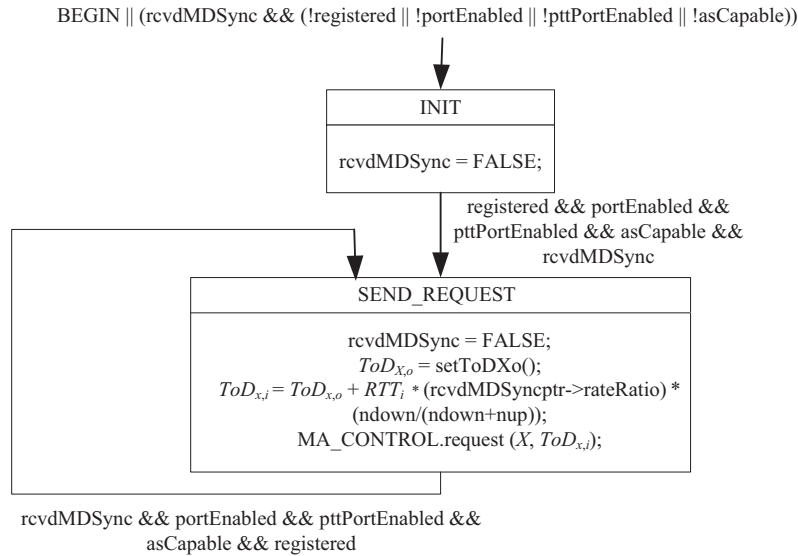 BEGIN || (rcvdMDSync && (!registered || !portEnabled || !pttPortEnabled || !asCapable))
INIT
rcvdMDSync = FALSE;
registered && portEnabled &&
pttPortEnabled && asCapable &&
rcvdMDSync
SEND_REQUEST
rcvdMDSync = FALSE;
ToDX,o = setToDXo();
ToDx,i = ToDx,o + RTTi * (rcvdMDSyncptr->rateRatio) *
(ndown/(ndown+nup));
MA_CONTROL.request (X, ToDx,i);
rcvdMDSync && portEnabled && pttPortEnabled &&
asCapable && registered